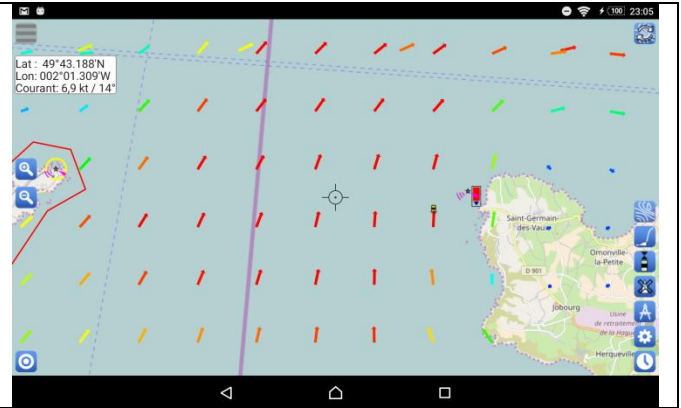 100 23:05
Lat : 49°43.188'N
Lon: 002°01.309'W
Courant: 6,9 kt / 14°
Saint-Germain-
des-Vaux
Omonville-
la-Petite
D 901
Jobourg
Usine
de retraitement
de la Hague
Herqueville